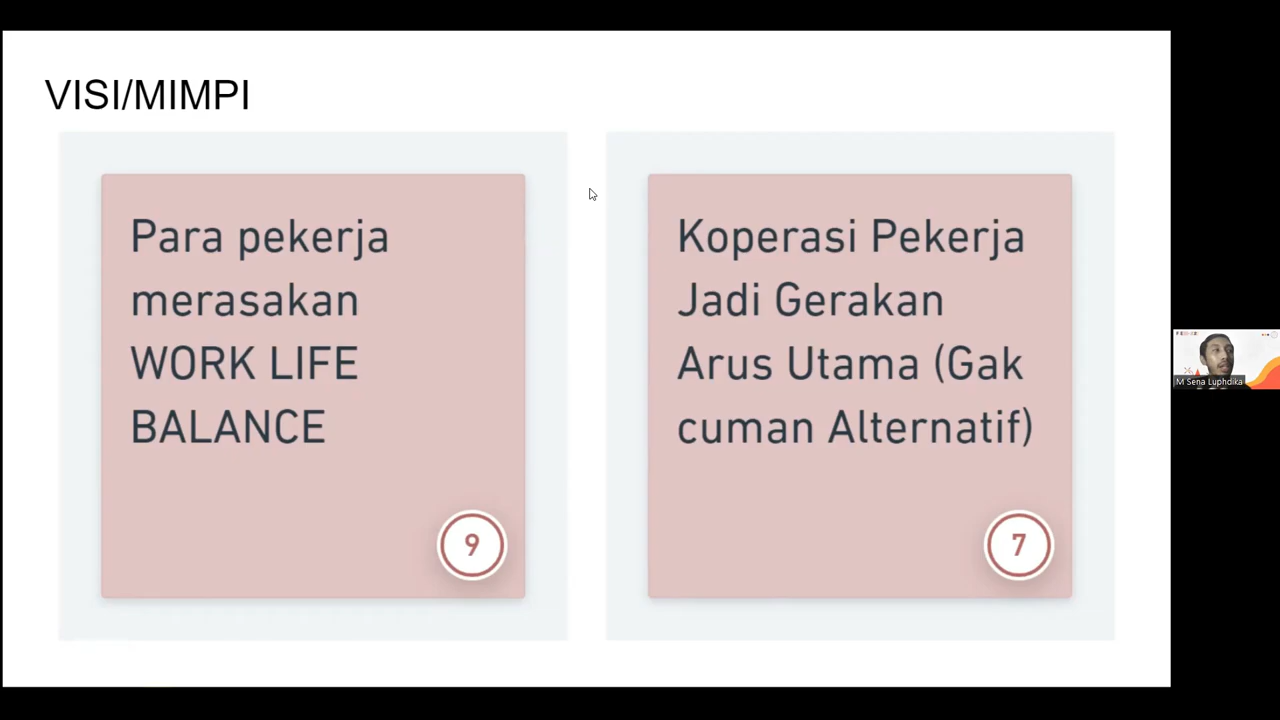 VISI/MIMPI
Para pekerja
merasakan
WORK LIFE
BALANCE
9
Koperasi Pekerja
Jadi Gerakan
Arus Utama (Gak
cuman Alternatif)
7
M Sena Luphdika